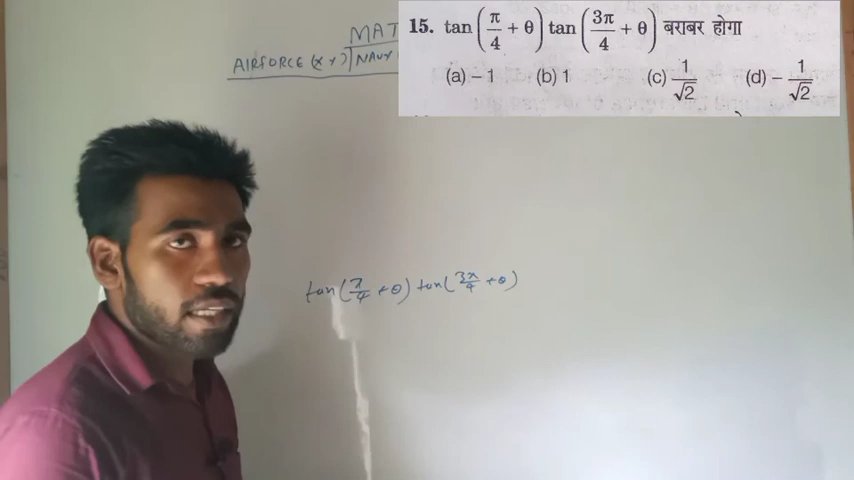 MAT
AIRFORCE (X Y) NAVY
15. tan(π/4 + θ) tan(3π/4 + θ) बराबर होगा
(a) – 1 (b) 1 (c) 1/√2 (d) – 1/√2
tan(π/4 + θ) tan(3π/4 + θ)